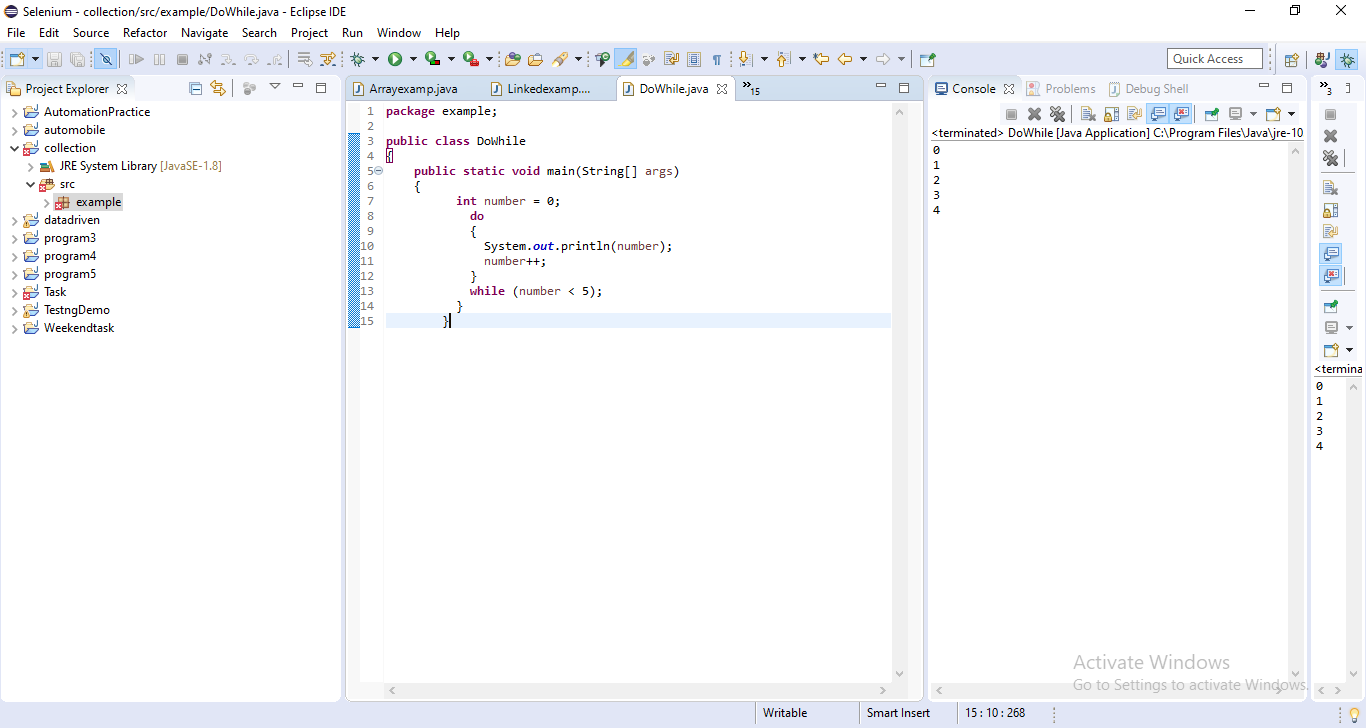 Selenium - collection/src/example/DoWhile.java - Eclipse IDE
File Edit Source Refactor Navigate Search Project Run Window Help
Quick Access
Project Explorer
AutomationPractice
automobile
collection
JRE System Library [JavaSE-1.8]
src
example
datadriven
program3
program4
program5
Task
TestngDemo
Weekendtask
Arrayexamp.java Linkedexamp.... DoWhile.java »15
1 package example;
2
3 public class DoWhile
4 {
5 public static void main(String[] args)
6 {
7 int number = 0;
8 do
9 {
10 System.out.println(number);
11 number++;
12 }
13 while (number < 5);
14 }
15 }
Console Problems Debug Shell
<terminated> DoWhile [Java Application] C:\Program Files\Java\jre-10
0
1
2
3
4
»3
<termina
0
1
2
3
4
Activate Windows
Go to Settings to activate Windows.
Writable Smart Insert 15 : 10 : 268